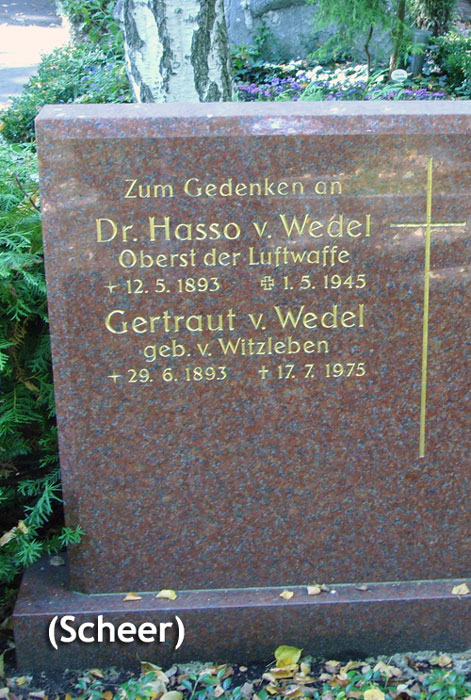 Zum Gedenken an
Dr. Hasso v. Wedel
Oberst der Luftwaffe
+ 12. 5. 1893 ✠ 1. 5. 1945
Gertraut v. Wedel
geb. v. Witzleben
+ 29. 6. 1893 † 17. 7. 1975
(Scheer)